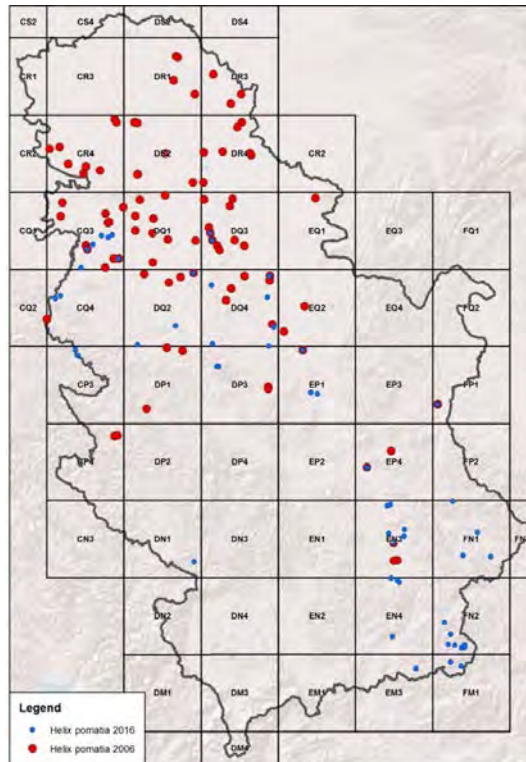 CS2 CS4 DS2 DS4
CR1 CR3 DR1 DR3
CR2 CR4 DR2 DR4 CR2
CQ1 CQ3 DQ1 DQ3 EQ1 EQ3
CQ2 CQ4 DQ2 DQ4 EQ2 EQ4 FQ2
CP3 DP1 DP3 EP1 EP3 FP1
CP4 DP2 DP4 EP2 EP4 FP2
CN3 DN1 DN3 EN1 EN3 FN1 FN
DN2 DN4 EN2 EN4 FN2
DM1 DM3 EM1 EM3 FM1
DM4
Legend
Helix pomatia 2016
Helix pomatia 2006